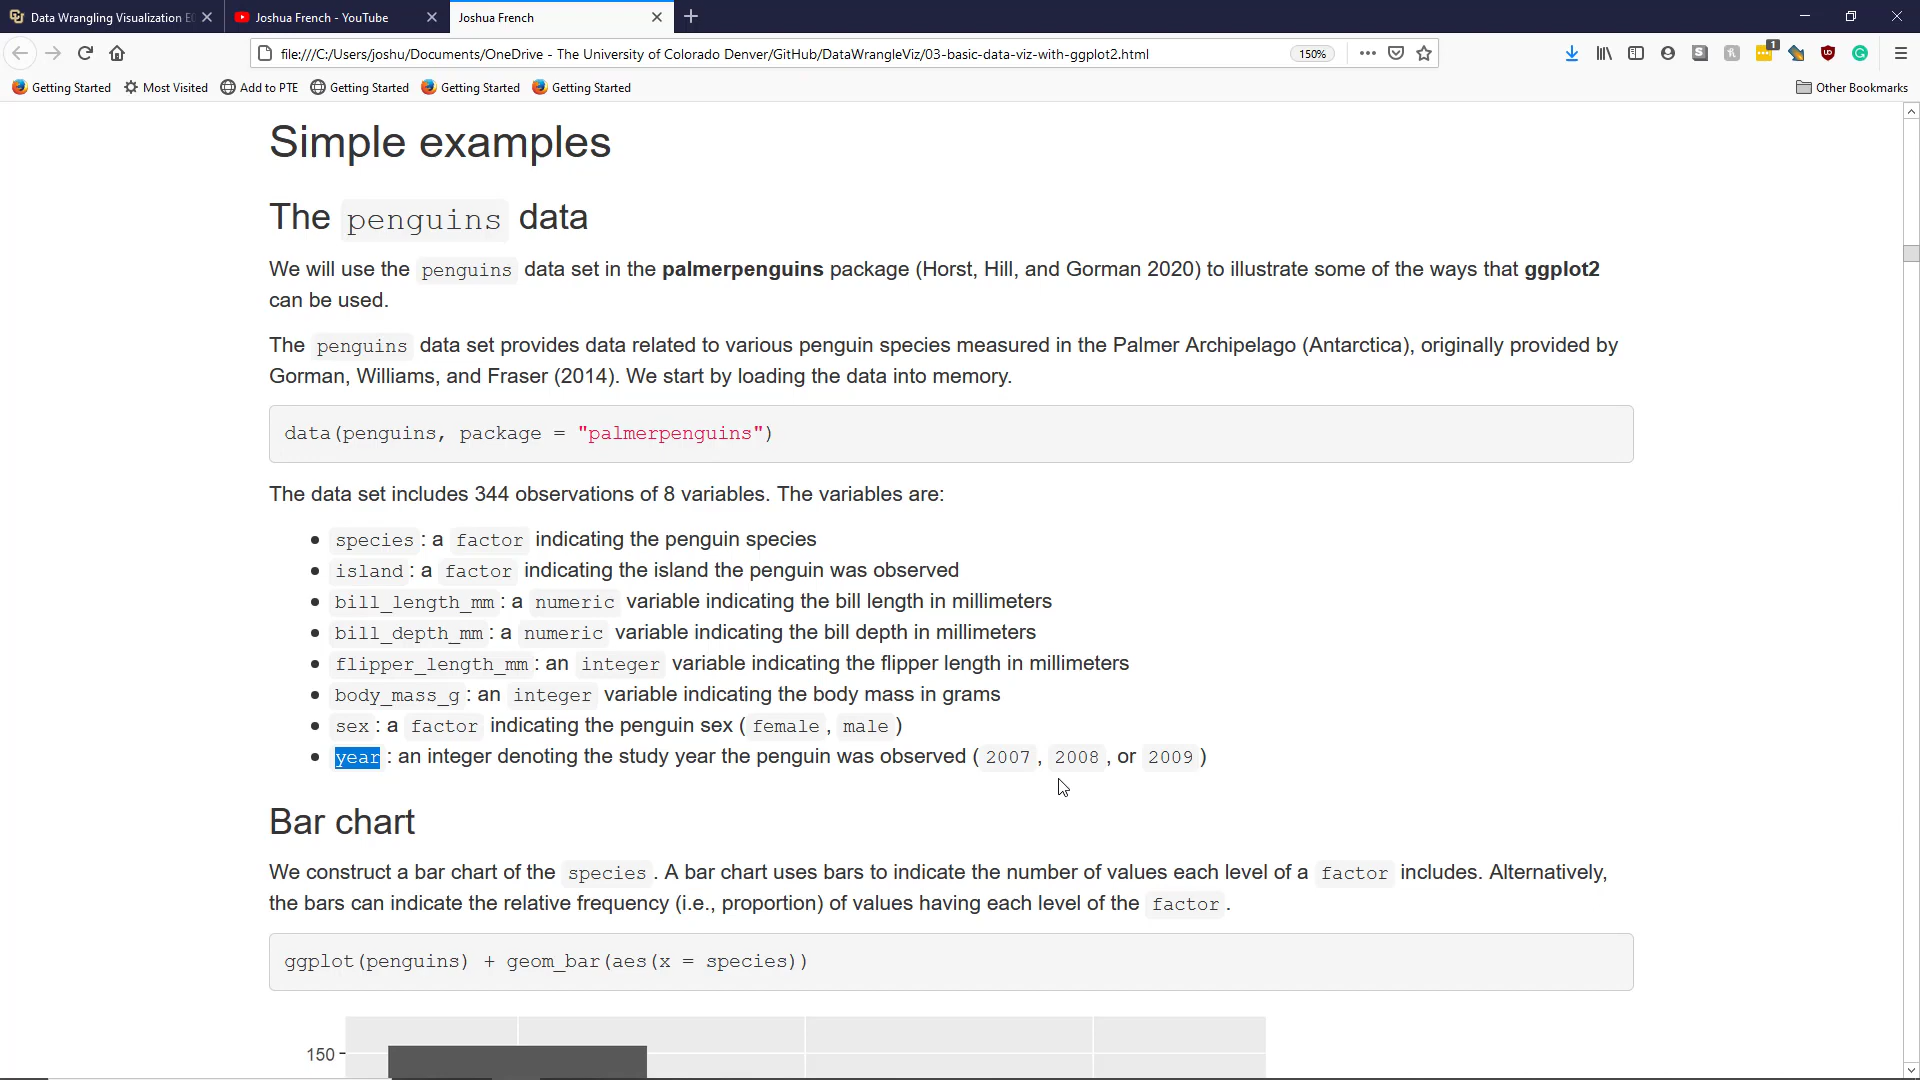 Data Wrangling Visualization E
Joshua French - YouTube
Joshua French
file:///C:/Users/joshu/Documents/OneDrive - The University of Colorado Denver/GitHub/DataWrangleViz/03-basic-data-viz-with-ggplot2.html
150%
1
Getting Started
Most Visited
Add to PTE
Getting Started
Getting Started
Getting Started
Other Bookmarks
Simple examples
The penguins data
We will use the penguins data set in the palmerpenguins package (Horst, Hill, and Gorman 2020) to illustrate some of the ways that ggplot2
can be used.
The penguins data set provides data related to various penguin species measured in the Palmer Archipelago (Antarctica), originally provided by
Gorman, Williams, and Fraser (2014). We start by loading the data into memory.
data(penguins, package = "palmerpenguins")
The data set includes 344 observations of 8 variables. The variables are:
• species : a factor indicating the penguin species
• island : a factor indicating the island the penguin was observed
• bill_length_mm : a numeric variable indicating the bill length in millimeters
• bill_depth_mm : a numeric variable indicating the bill depth in millimeters
• flipper_length_mm : an integer variable indicating the flipper length in millimeters
• body_mass_g : an integer variable indicating the body mass in grams
• sex : a factor indicating the penguin sex ( female , male )
• year : an integer denoting the study year the penguin was observed ( 2007 , 2008 , or 2009 )
Bar chart
We construct a bar chart of the species . A bar chart uses bars to indicate the number of values each level of a factor includes. Alternatively,
the bars can indicate the relative frequency (i.e., proportion) of values having each level of the factor .
ggplot(penguins) + geom_bar(aes(x = species))
150